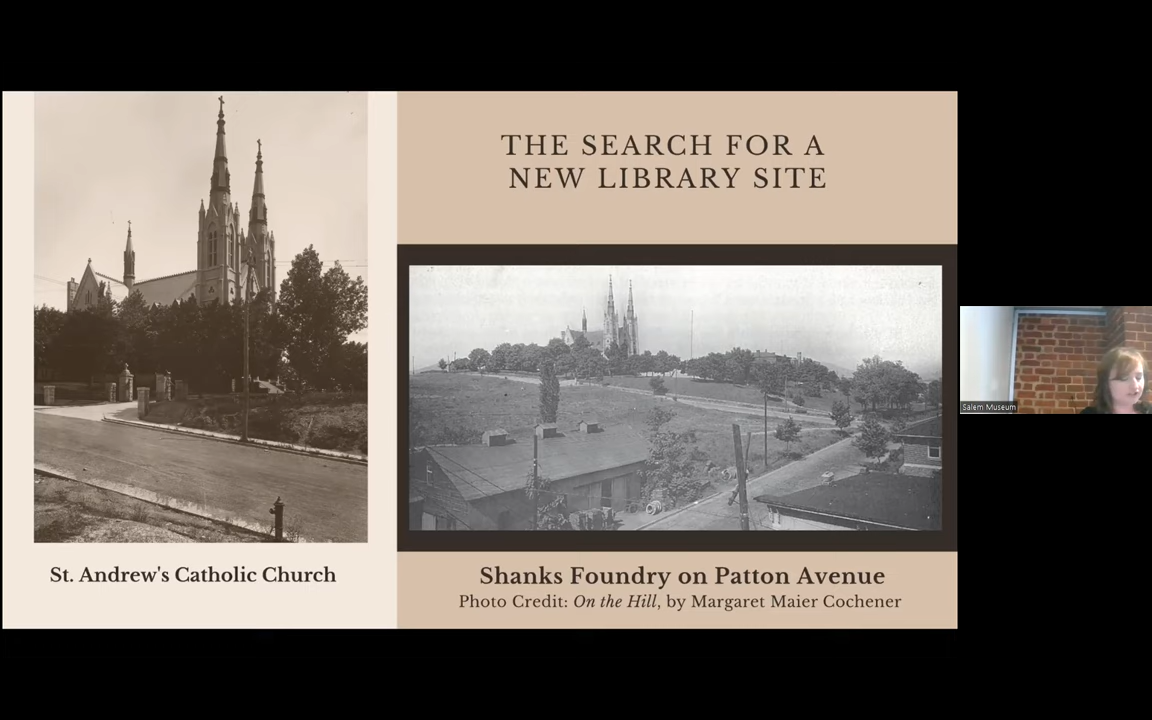 THE SEARCH FOR A
NEW LIBRARY SITE
St. Andrew's Catholic Church
Shanks Foundry on Patton Avenue
Photo Credit: On the Hill, by Margaret Maier Cochener
Salem Museum